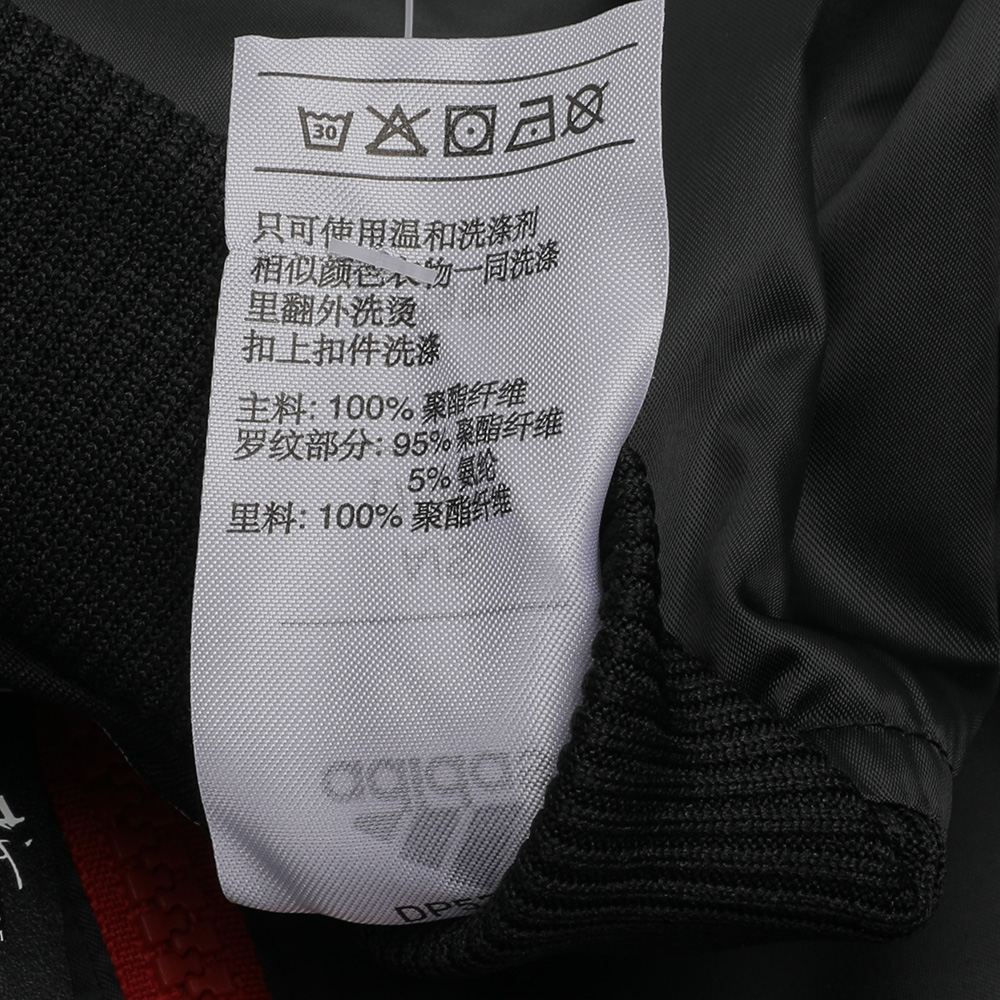 30
只可使用温和洗涤剂
相似颜色衣物一同洗涤
里翻外洗烫
扣上扣件洗涤
主料: 100% 聚酯纤维
罗纹部分: 95% 聚酯纤维
5% 氨纶
里料: 100% 聚酯纤维
adidas